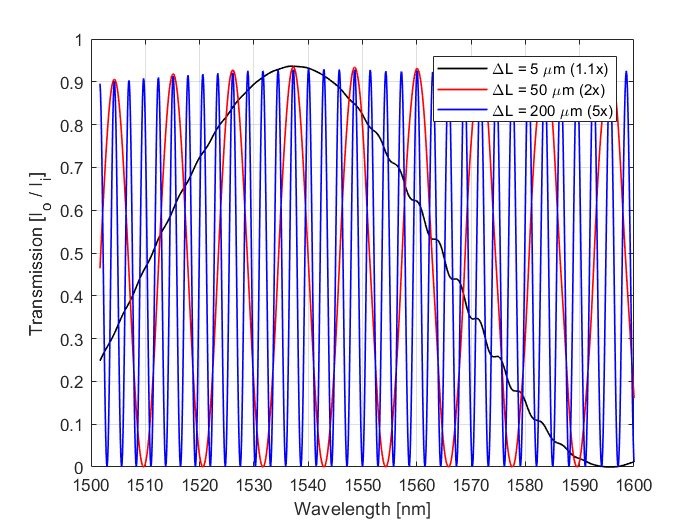 1
0.9
0.8
0.7
0.6
0.5
0.4
0.3
0.2
0.1
0
Transmission [I_o / I_i]
ΔL = 5 μm (1.1x)
ΔL = 50 μm (2x)
ΔL = 200 μm (5x)
1500 1510 1520 1530 1540 1550 1560 1570 1580 1590 1600
Wavelength [nm]